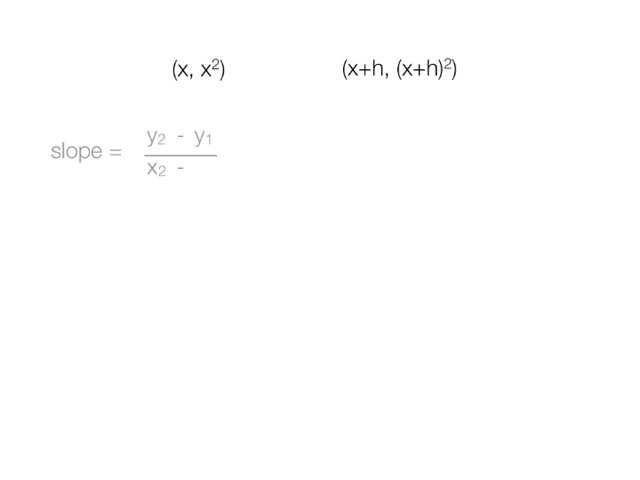 (x, x²) (x+h, (x+h)²)
slope = y₂ - y₁
x₂ -